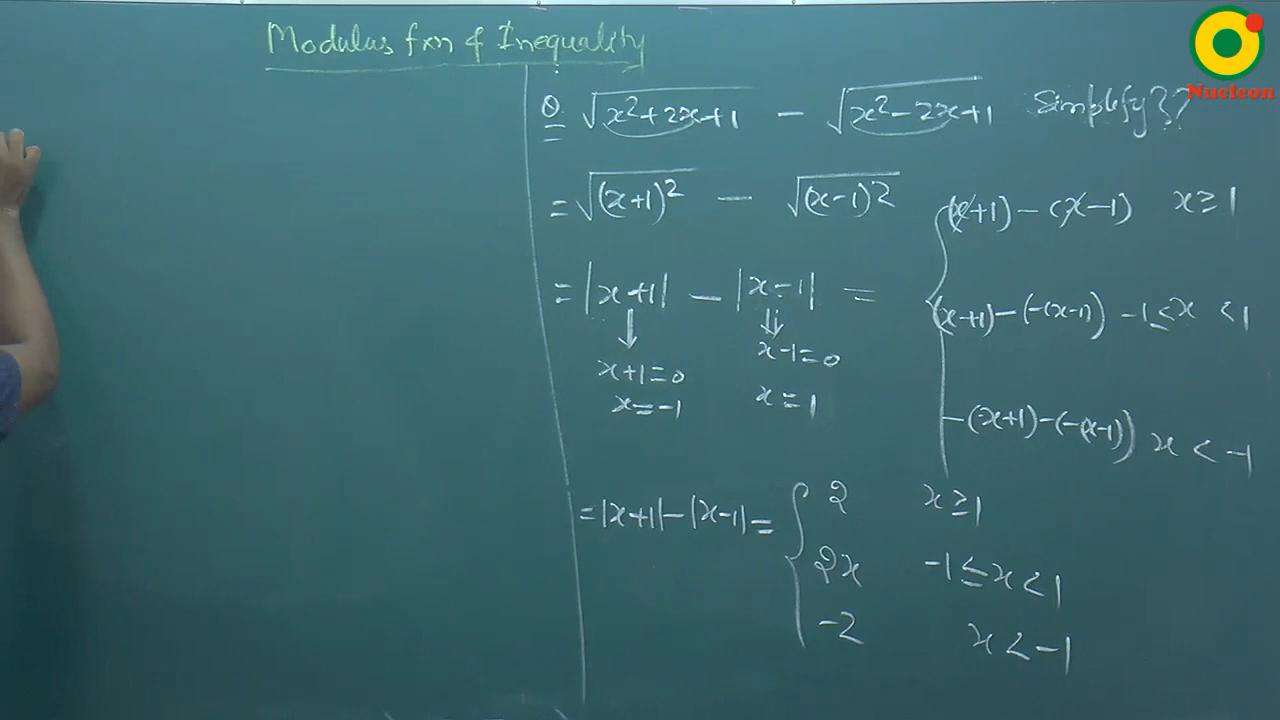 Modulus fxn & Inequality
Nucleon
Q. √(x²+2x+1) − √(x²−2x+1) Simplify??
= √(x+1)² − √(x−1)²
= |x+1| − |x−1| =
(x+1) − (x−1) x≥1
(x+1) − (−(x−1)) −1≤x <1
−(x+1) − (−(x−1)) x < −1
x+1=0
x=−1
x−1=0
x=1
= |x+1| − |x−1| =
2 x≥1
2x −1≤x<1
−2 x<−1